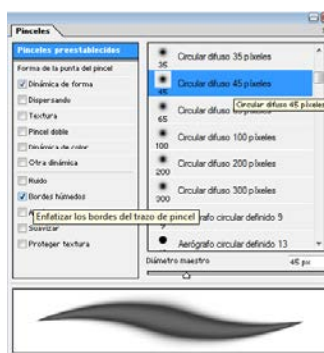 Pinceles
Pinceles preestablecidos
Forma de la punta del pincel
Dinámica de forma
Dispersando
Textura
Pincel doble
Dinámica de color
Otra dinámica
Ruido
Bordes húmedos
Enfatizar los bordes del trazo de pincel
Suavizar
Proteger textura
35 Circular difuso 35 píxeles
45 Circular difuso 45 píxeles
Circular difuso 45 píxeles
65
100 Circular difuso 100 píxeles
200 Circular difuso 200 píxeles
300 Circular difuso 300 píxeles
rafo circular definido 9
Aerógrafo circular definido 13
Diámetro maestro 45 px